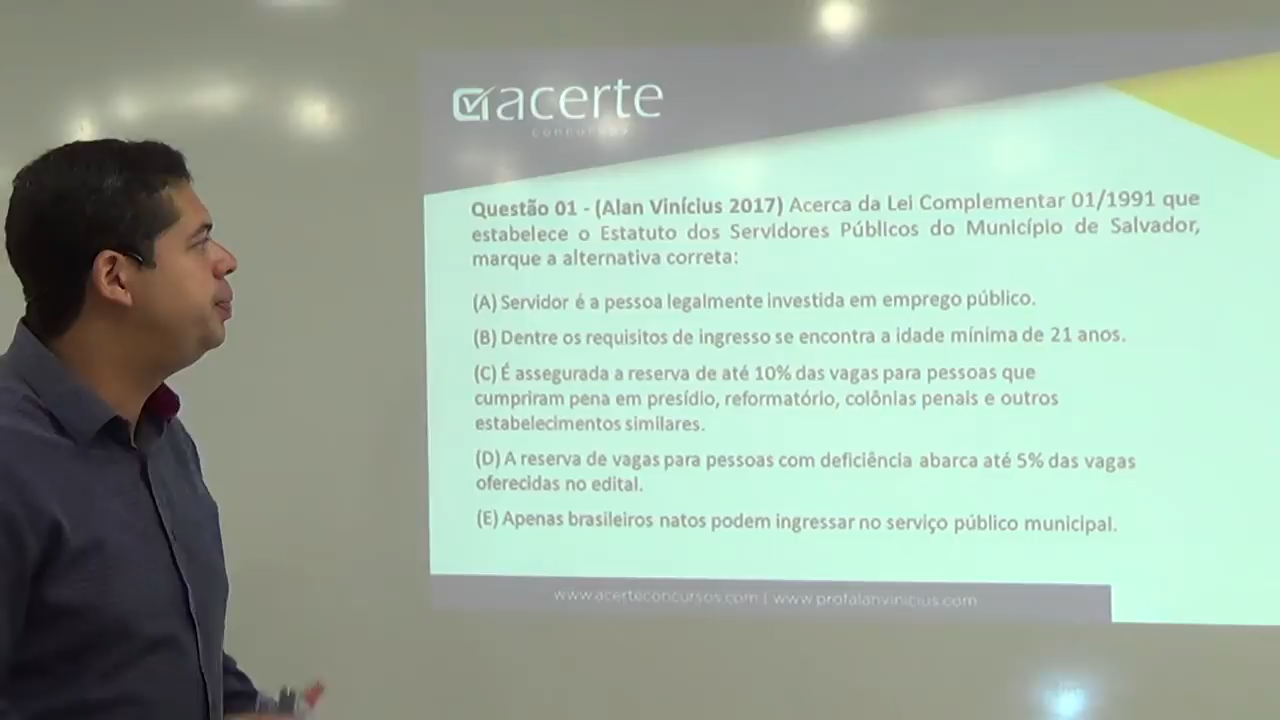 acerte
concursos
Questão 01 - (Alan Vinícius 2017) Acerca da Lei Complementar 01/1991 que
estabelece o Estatuto dos Servidores Públicos do Município de Salvador,
marque a alternativa correta:
(A) Servidor é a pessoa legalmente investida em emprego público.
(B) Dentre os requisitos de ingresso se encontra a idade mínima de 21 anos.
(C) É assegurada a reserva de até 10% das vagas para pessoas que
cumpriram pena em presídio, reformatório, colônias penais e outros
estabelecimentos similares.
(D) A reserva de vagas para pessoas com deficiência abarca até 5% das vagas
oferecidas no edital.
(E) Apenas brasileiros natos podem ingressar no serviço público municipal.
www.acerteconcursos.com | www.profalanvinicius.com